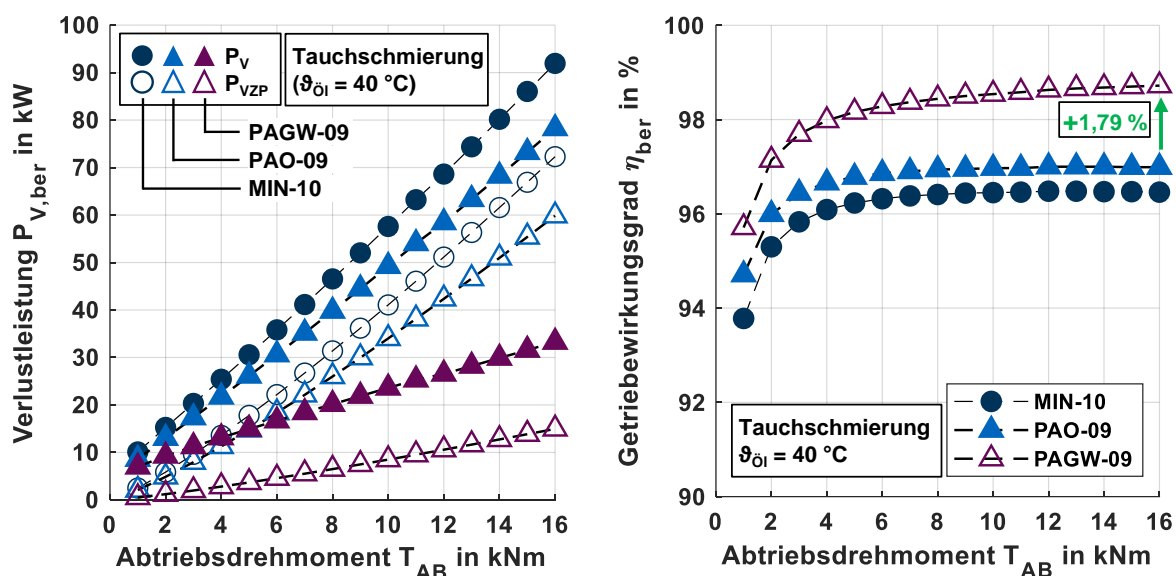 Verlustleistung P_V,ber in kW
100
90
80
70
60
50
40
30
20
10
0
P_V
P_VZP
PAGW-09
PAO-09
MIN-10
Tauchschmierung
(ϑ_Öl = 40 °C)
0 2 4 6 8 10 12 14 16
Abtriebsdrehmoment T_AB in kNm
Getriebewirkungsgrad η_ber in %
100
98
96
94
92
90
+1,79 %
Tauchschmierung
ϑ_Öl = 40 °C
MIN-10
PAO-09
PAGW-09
0 2 4 6 8 10 12 14 16
Abtriebsdrehmoment T_AB in kNm